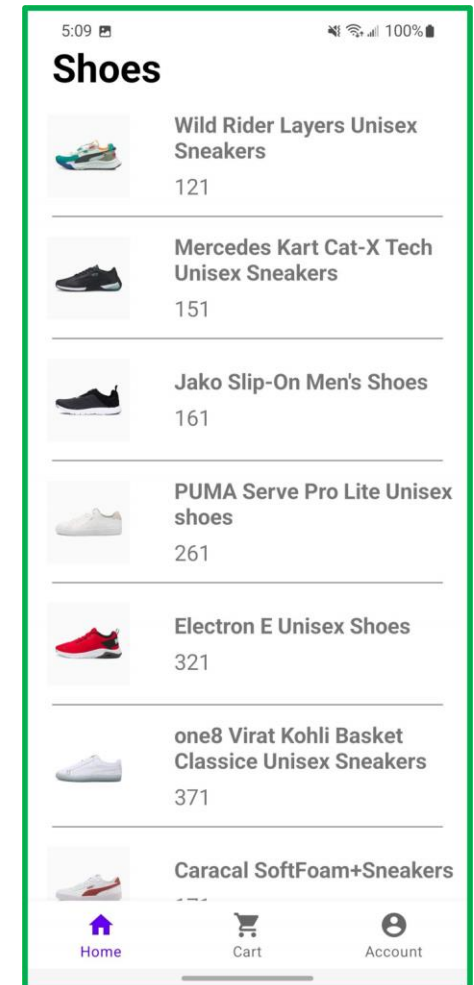 5:09 100%
Shoes
Wild Rider Layers Unisex
Sneakers
121
Mercedes Kart Cat-X Tech
Unisex Sneakers
151
Jako Slip-On Men's Shoes
161
PUMA Serve Pro Lite Unisex
shoes
261
Electron E Unisex Shoes
321
one8 Virat Kohli Basket
Classice Unisex Sneakers
371
Caracal SoftFoam+Sneakers
Home Cart Account